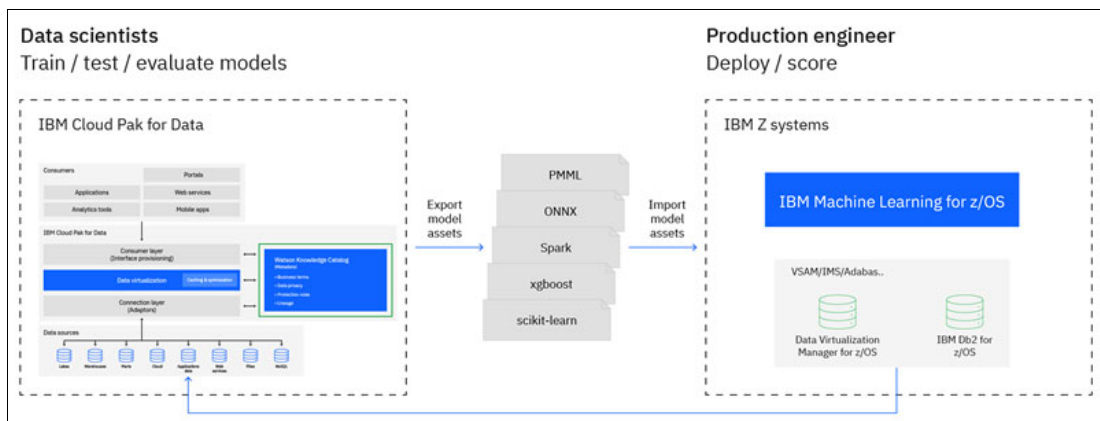 Data scientists
Train / test / evaluate models
IBM Cloud Pak for Data
Consumers
Portals
Applications
Web services
Analytics tools
Mobile apps
IBM Cloud Pak for Data
Consumer layer
(Interface provisioning)
Data virtualization
Caching & optimization
Connection layer
(Adaptors)
Watson Knowledge Catalog
(Metadata)
• Business terms
• Data privacy
• Protection rules
• Lineage
Data sources
Lakes
Warehouses
Marts
Cloud
Applications
data
Web
services
Files
NoSQL
Export
model
assets
PMML
ONNX
Spark
xgboost
scikit-learn
Import
model
assets
Production engineer
Deploy / score
IBM Z systems
IBM Machine Learning for z/OS
VSAM/IMS/Adabas..
Data Virtualization
Manager for z/OS
IBM Db2 for
z/OS